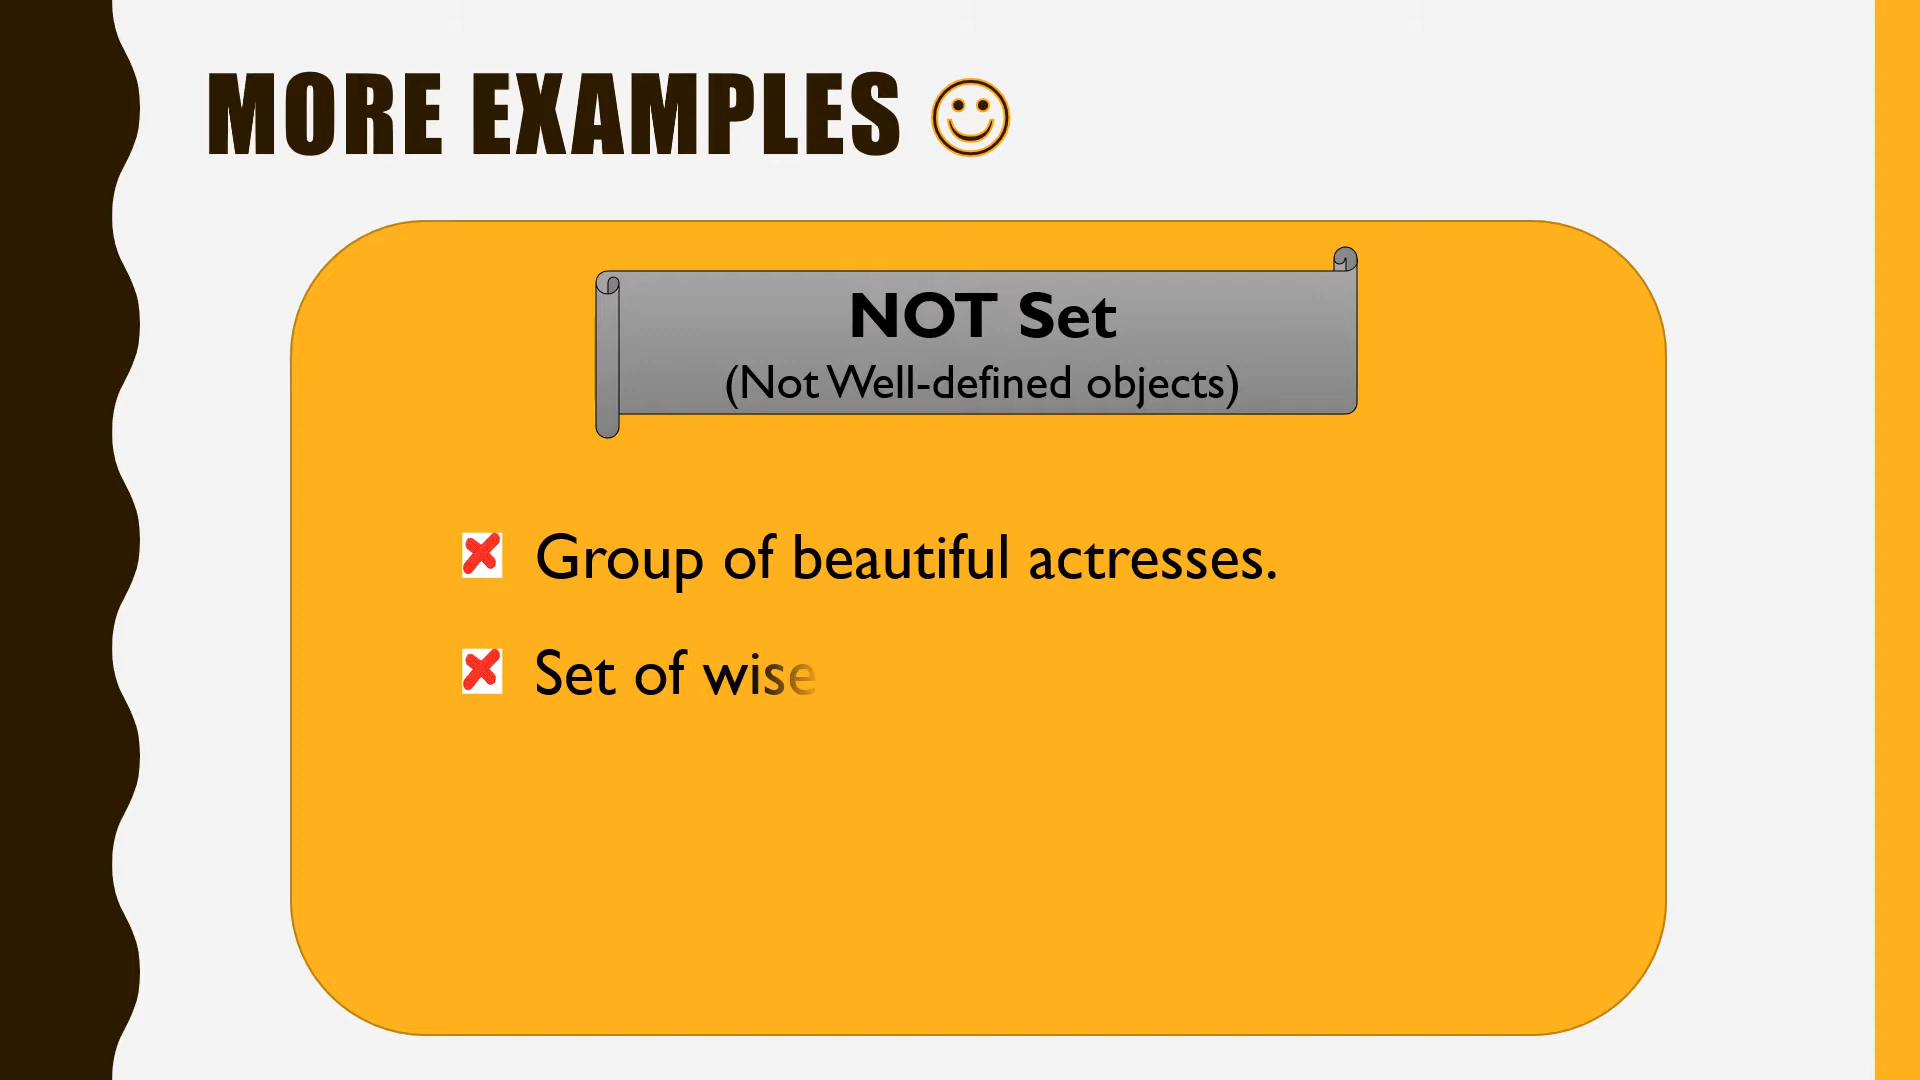 MORE EXAMPLES
NOT Set
(Not Well-defined objects)
Group of beautiful actresses.
Set of wise